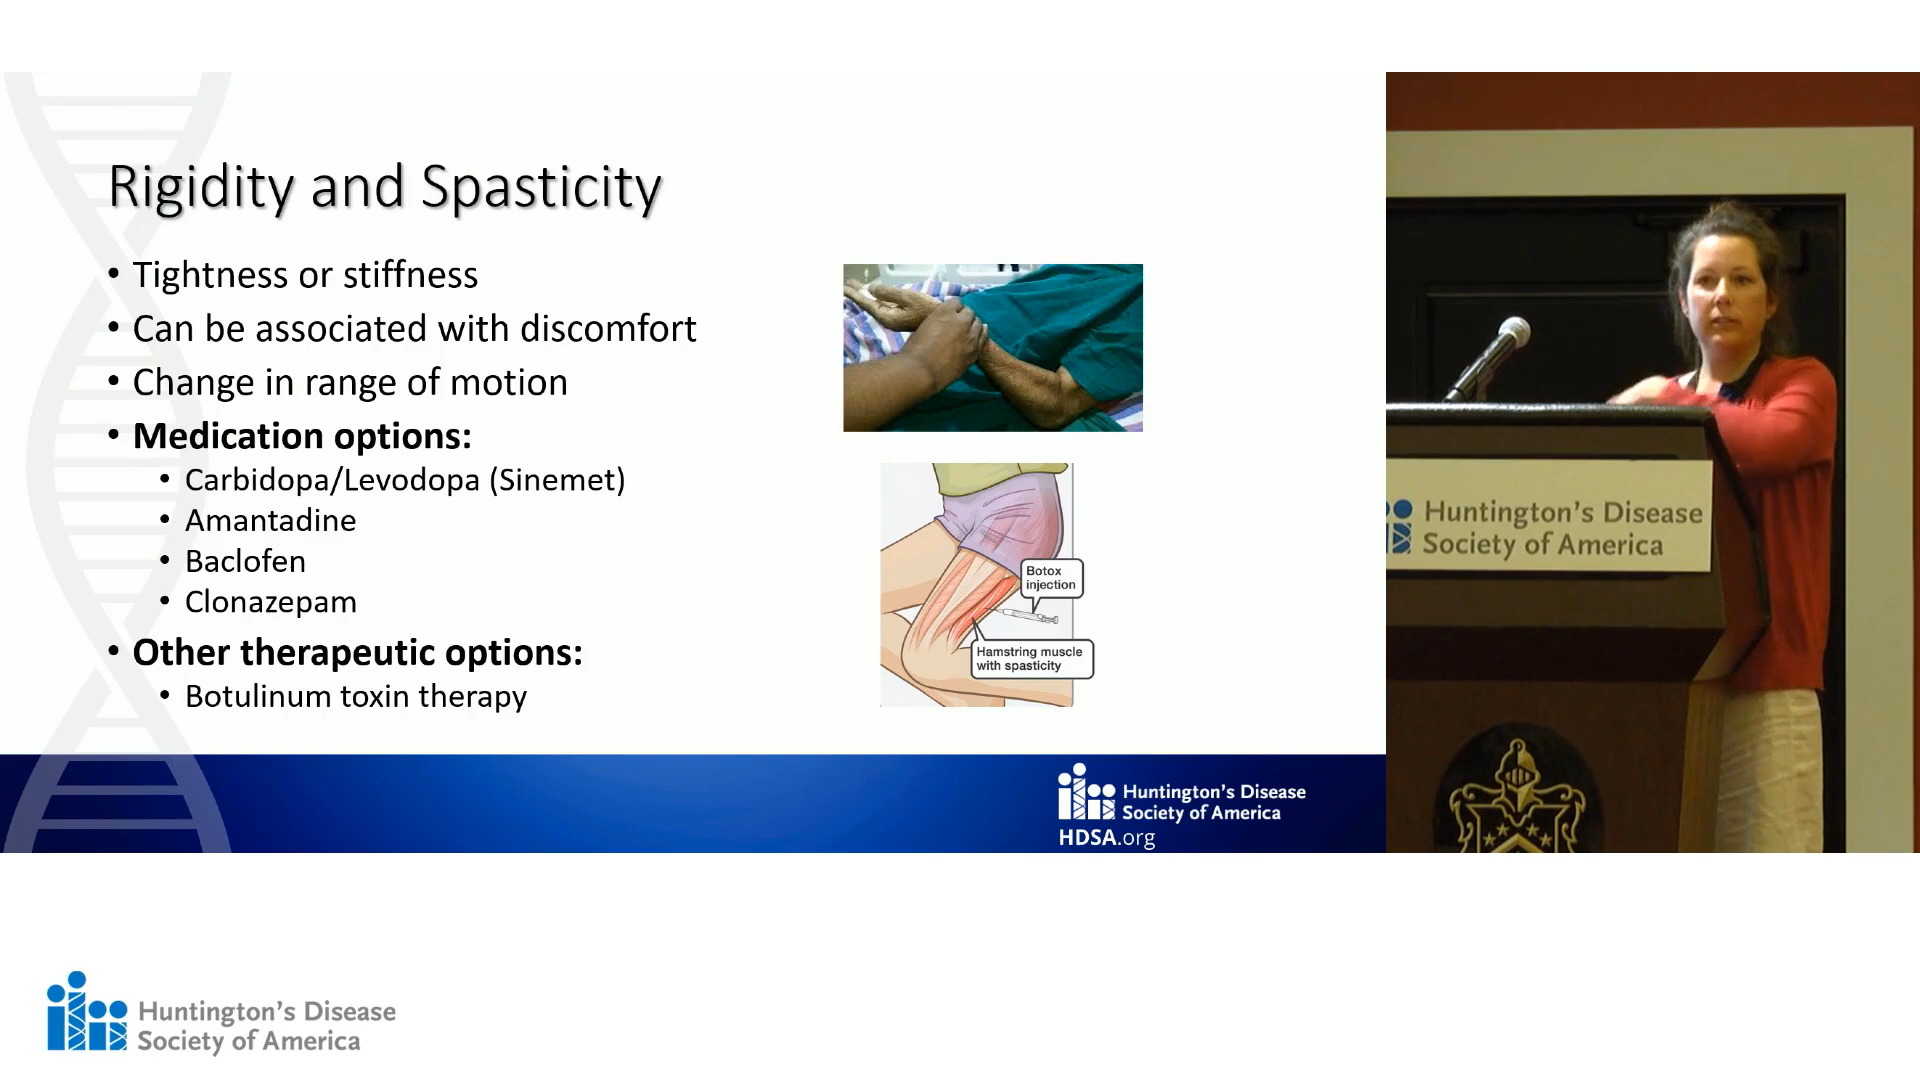 Rigidity and Spasticity
• Tightness or stiffness
• Can be associated with discomfort
• Change in range of motion
• Medication options:
• Carbidopa/Levodopa (Sinemet)
• Amantadine
• Baclofen
• Clonazepam
• Other therapeutic options:
• Botulinum toxin therapy
Botox
injection
Hamstring muscle
with spasticity
Huntington's Disease
Society of America
HDSA.org
Huntington's Disease
Society of America
Huntington's Disease
Society of America